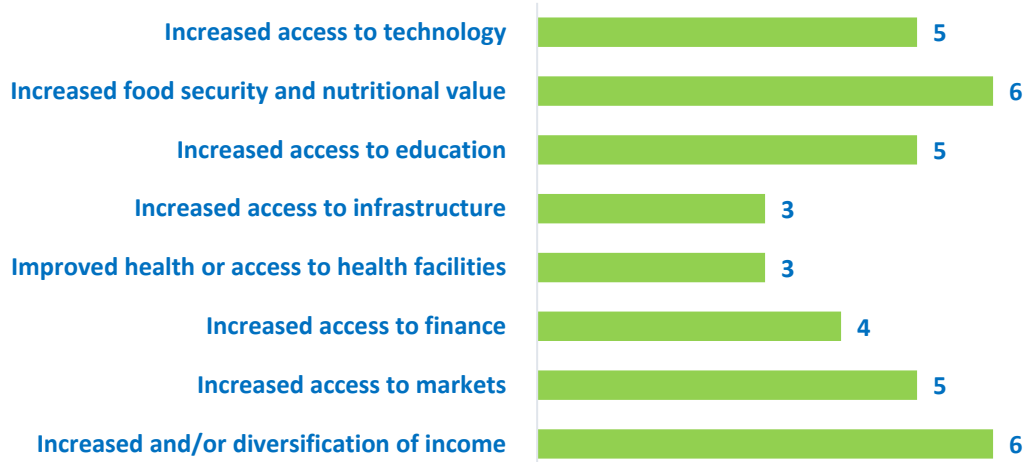 Increased access to technology 5
Increased food security and nutritional value 6
Increased access to education 5
Increased access to infrastructure 3
Improved health or access to health facilities 3
Increased access to finance 4
Increased access to markets 5
Increased and/or diversification of income 6